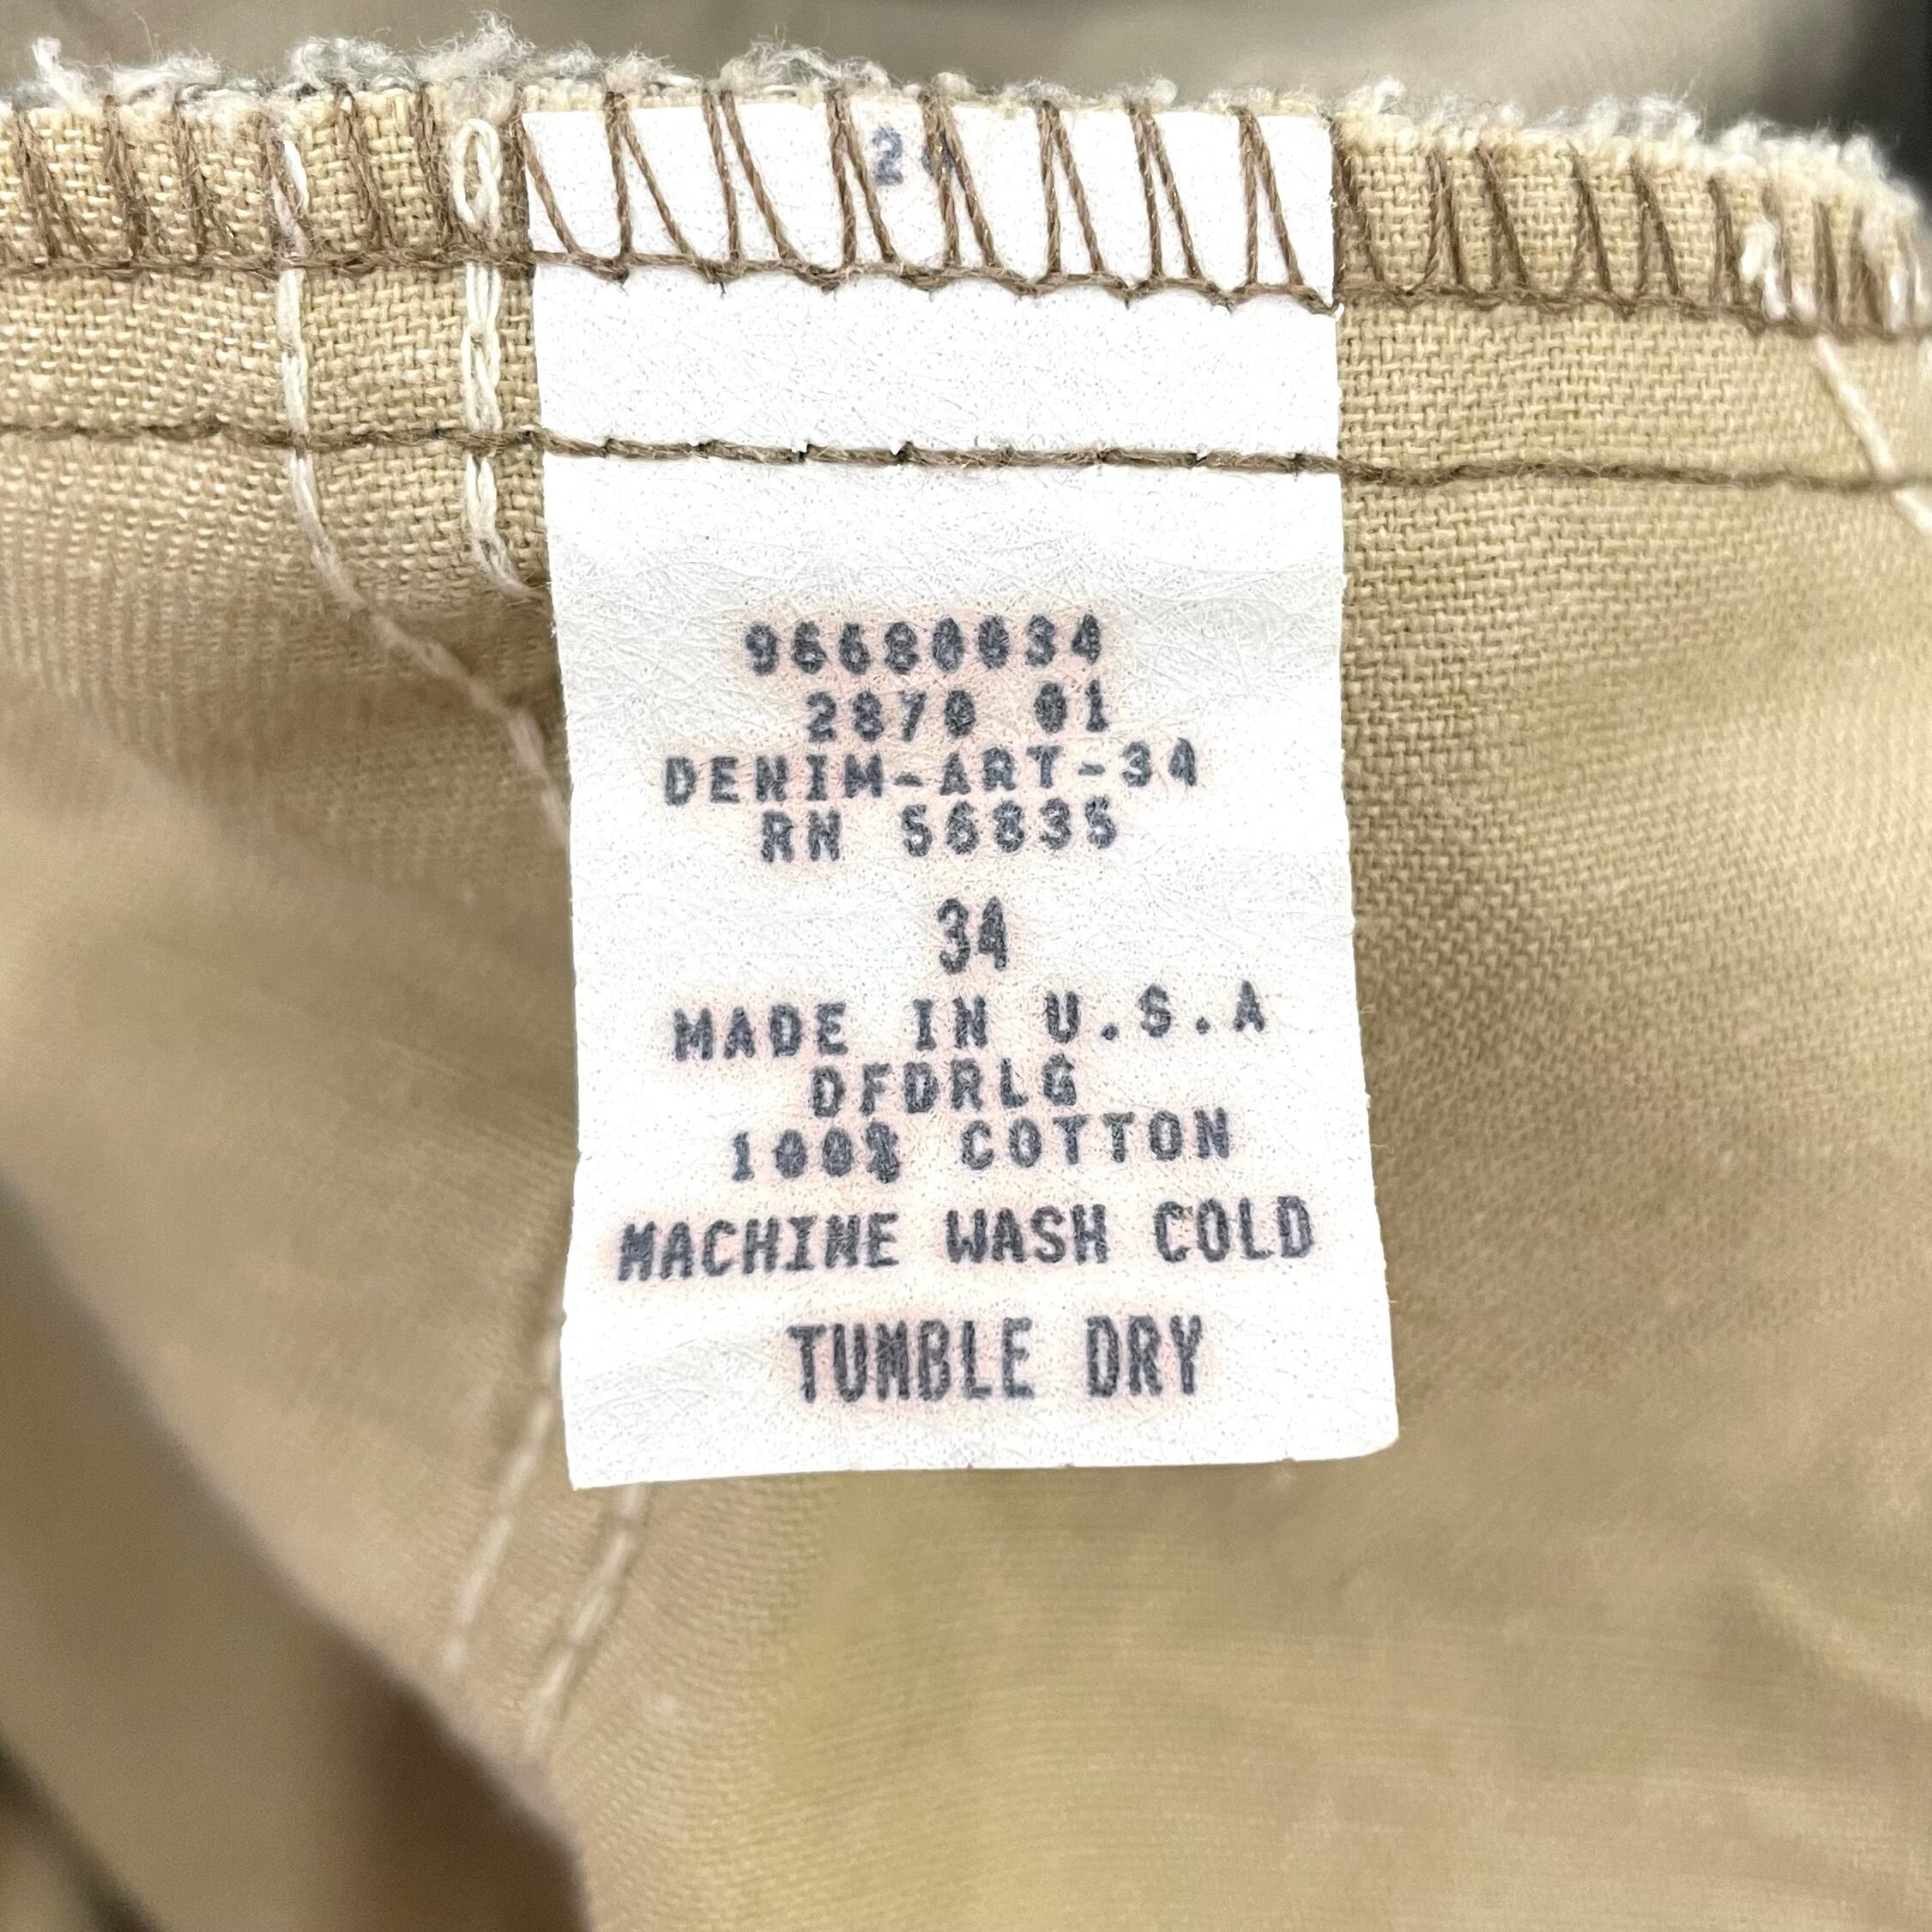 96680034
2870 01
DENIM-ART-34
RN 56835
34
MADE IN U.S.A
DFDRLG
100% COTTON
MACHINE WASH COLD
TUMBLE DRY